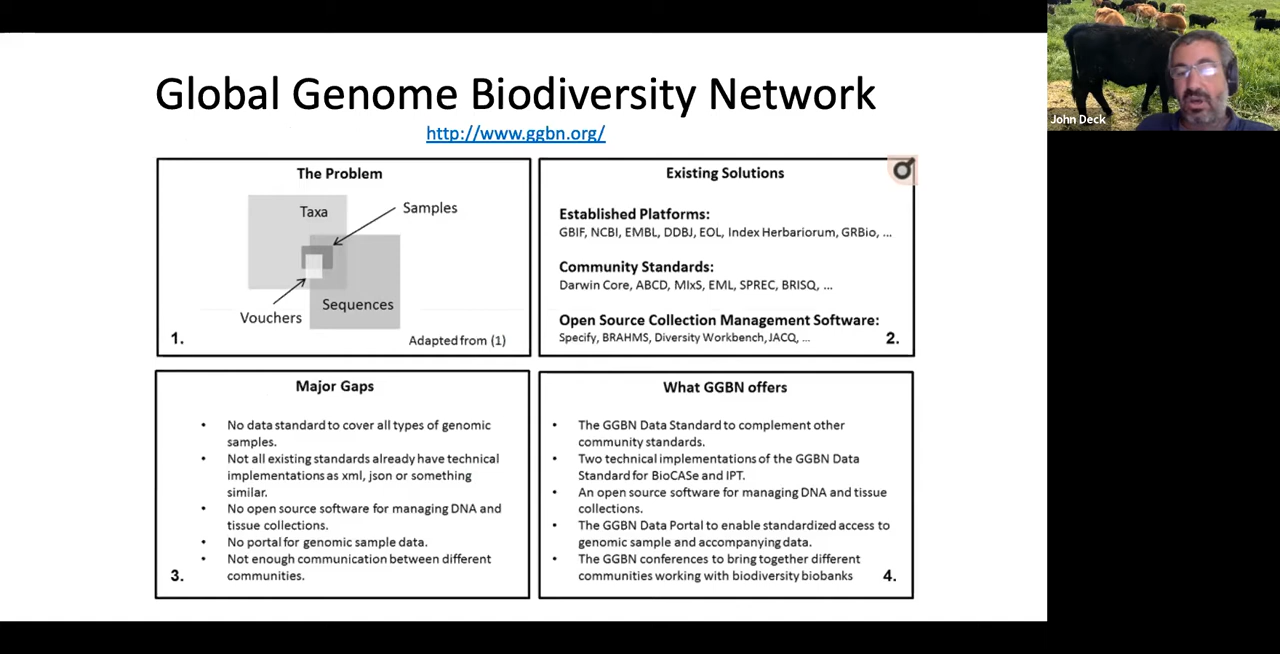 Global Genome Biodiversity Network
http://www.ggbn.org/
John Deck
The Problem
Taxa
Samples
Vouchers
Sequences
1.
Adapted from (1)
Existing Solutions
Established Platforms:
GBIF, NCBI, EMBL, DDBJ, EOL, Index Herbariorum, GRBio, ...
Community Standards:
Darwin Core, ABCD, MIxS, EML, SPREC, BRISQ, ...
Open Source Collection Management Software:
Specify, BRAHMS, Diversity Workbench, JACQ, ...
2.
Major Gaps
• No data standard to cover all types of genomic
samples.
• Not all existing standards already have technical
implementations as xml, json or something
similar.
• No open source software for managing DNA and
tissue collections.
• No portal for genomic sample data.
• Not enough communication between different
communities.
3.
What GGBN offers
• The GGBN Data Standard to complement other
community standards.
• Two technical implementations of the GGBN Data
Standard for BioCASe and IPT.
• An open source software for managing DNA and tissue
collections.
• The GGBN Data Portal to enable standardized access to
genomic sample and accompanying data.
• The GGBN conferences to bring together different
communities working with biodiversity biobanks
4.